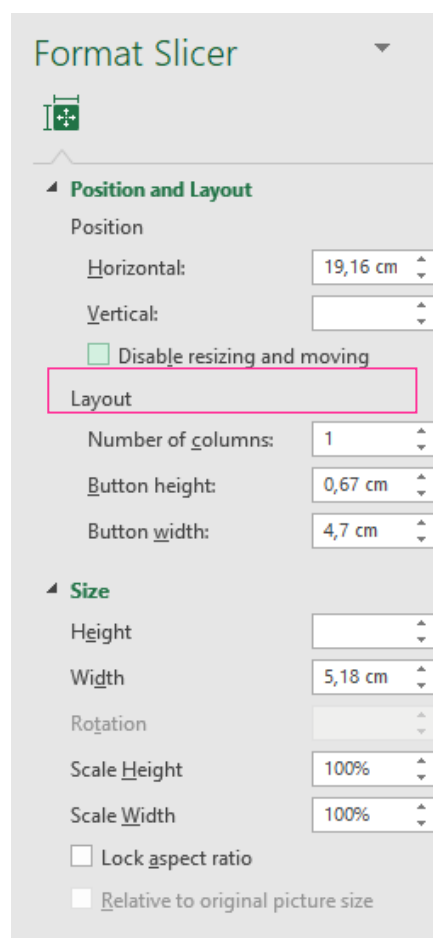 Format Slicer
Position and Layout
Position
Horizontal: 19,16 cm
Vertical:
Disable resizing and moving
Layout
Number of columns: 1
Button height: 0,67 cm
Button width: 4,7 cm
Size
Height
Width 5,18 cm
Rotation
Scale Height 100%
Scale Width 100%
Lock aspect ratio
Relative to original picture size